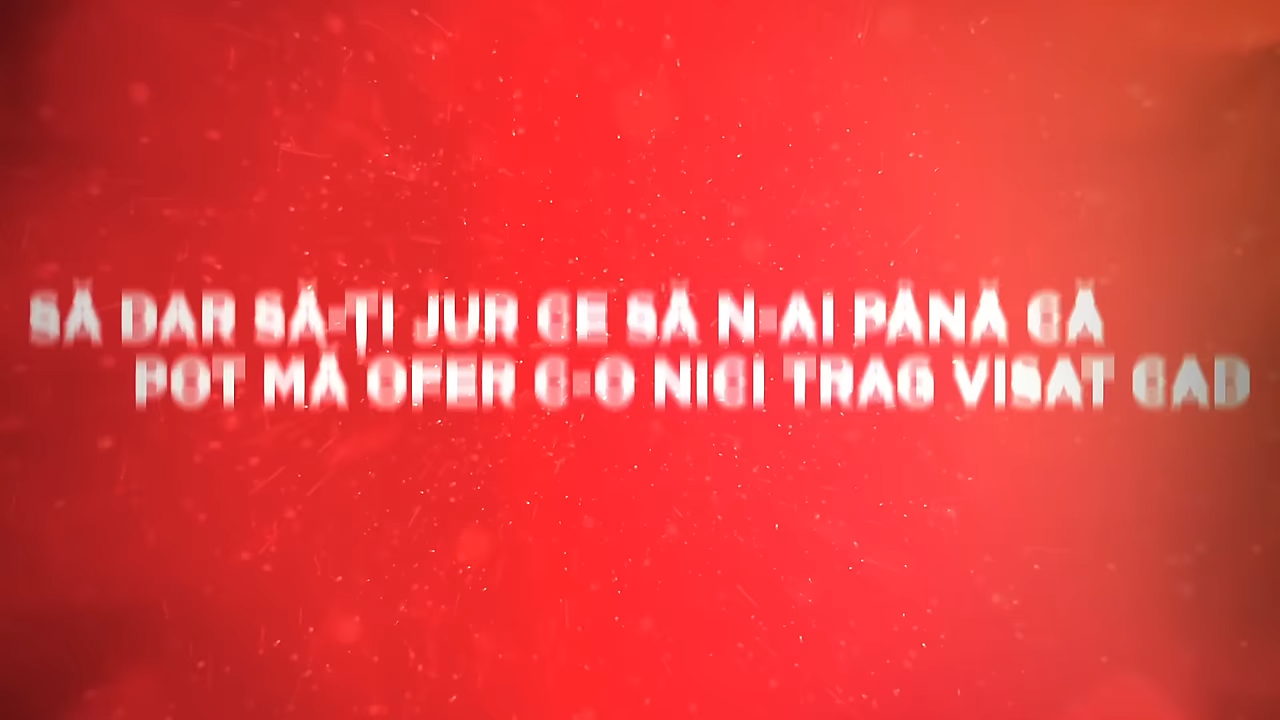 SĂ DAR SĂ-ȚI JUR CE SĂ N-AI PÂNĂ CĂ
POT MĂ OFER C-O NICI TRAG VISAT CAD